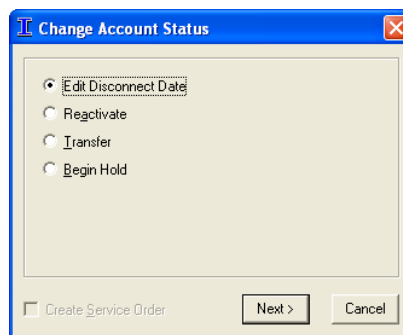 Change Account Status
Edit Disconnect Date
Reactivate
Transfer
Begin Hold
Create Service Order
Next >
Cancel